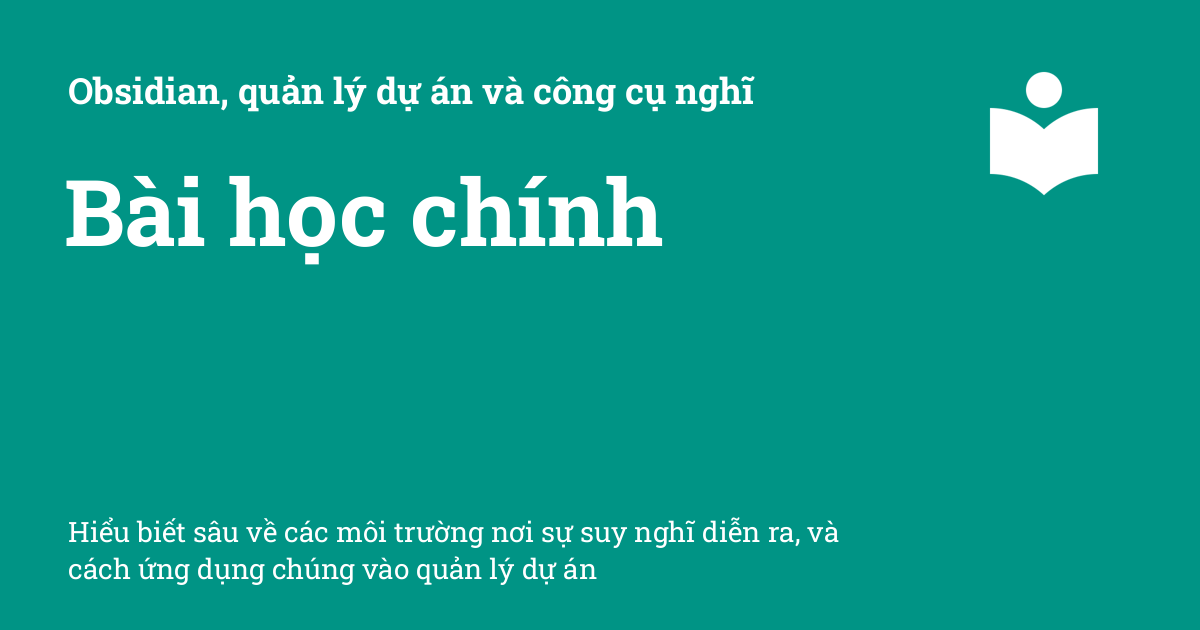 Obsidian, quản lý dự án và công cụ nghĩ
Bài học chính
Hiểu biết sâu về các môi trường nơi sự suy nghĩ diễn ra, và
cách ứng dụng chúng vào quản lý dự án